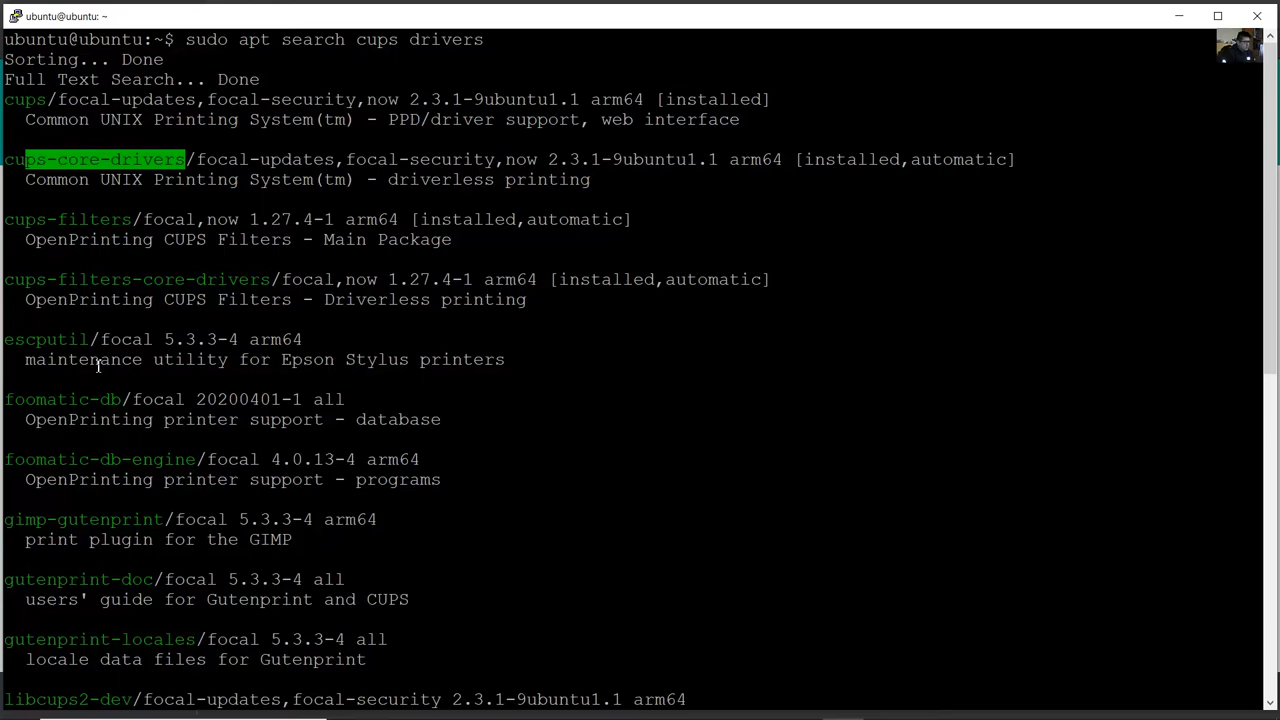 ubuntu@ubuntu: ~
ubuntu@ubuntu:~$ sudo apt search cups drivers
Sorting... Done
Full Text Search... Done
cups/focal-updates,focal-security,now 2.3.1-9ubuntu1.1 arm64 [installed]
Common UNIX Printing System(tm) - PPD/driver support, web interface
cups-core-drivers/focal-updates,focal-security,now 2.3.1-9ubuntu1.1 arm64 [installed,automatic]
Common UNIX Printing System(tm) - driverless printing
cups-filters/focal,now 1.27.4-1 arm64 [installed,automatic]
OpenPrinting CUPS Filters - Main Package
cups-filters-core-drivers/focal,now 1.27.4-1 arm64 [installed,automatic]
OpenPrinting CUPS Filters - Driverless printing
escputil/focal 5.3.3-4 arm64
maintenance utility for Epson Stylus printers
foomatic-db/focal 20200401-1 all
OpenPrinting printer support - database
foomatic-db-engine/focal 4.0.13-4 arm64
OpenPrinting printer support - programs
gimp-gutenprint/focal 5.3.3-4 arm64
print plugin for the GIMP
gutenprint-doc/focal 5.3.3-4 all
users' guide for Gutenprint and CUPS
gutenprint-locales/focal 5.3.3-4 all
locale data files for Gutenprint
libcups2-dev/focal-updates,focal-security 2.3.1-9ubuntu1.1 arm64